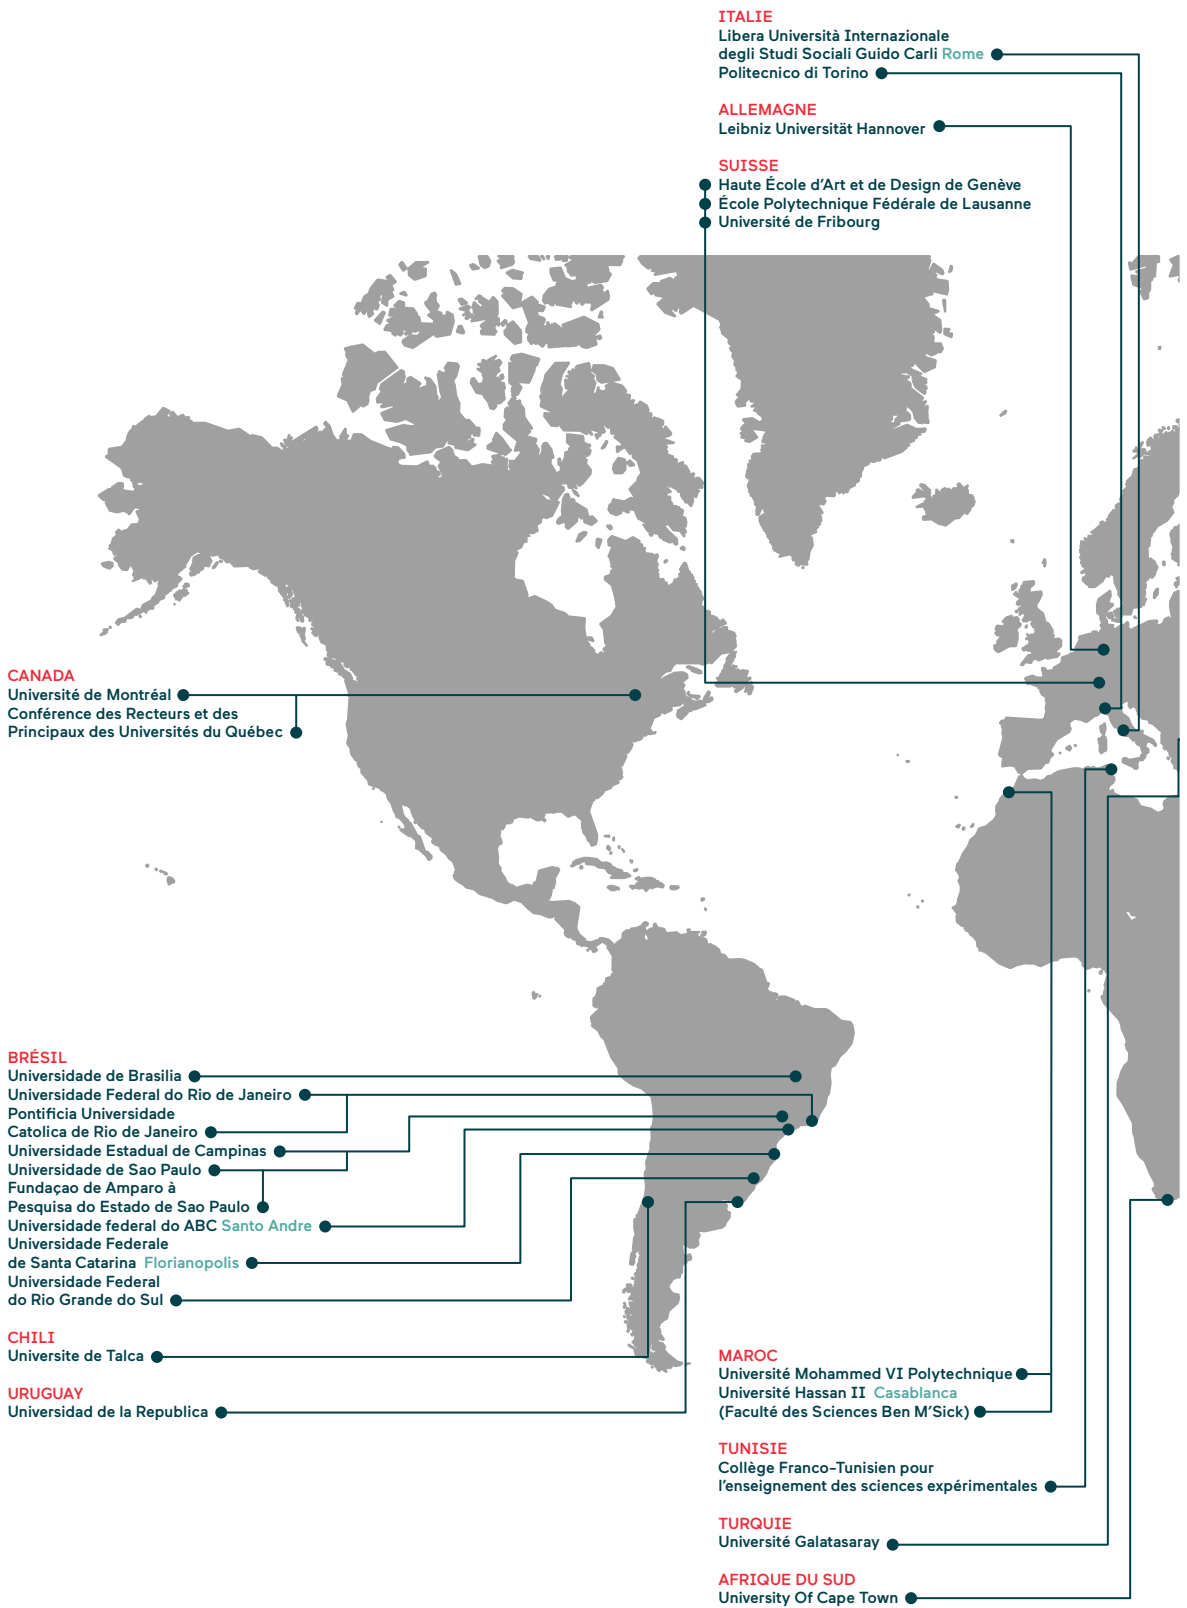 ITALIE
Libera Università Internazionale
degli Studi Sociali Guido Carli Rome
Politecnico di Torino
ALLEMAGNE
Leibniz Universität Hannover
SUISSE
Haute École d'Art et de Design de Genève
École Polytechnique Fédérale de Lausanne
Université de Fribourg
CANADA
Université de Montréal
Conférence des Recteurs et des
Principaux des Universités du Québec
BRÉSIL
Universidade de Brasilia
Universidade Federal do Rio de Janeiro
Pontificia Universidade
Catolica de Rio de Janeiro
Universidade Estadual de Campinas
Universidade de Sao Paulo
Fundaçao de Amparo à
Pesquisa do Estado de Sao Paulo
Universidade federal do ABC Santo Andre
Universidade Federale
de Santa Catarina Florianopolis
Universidade Federal
do Rio Grande do Sul
CHILI
Universite de Talca
URUGUAY
Universidad de la Republica
MAROC
Université Mohammed VI Polytechnique
Université Hassan II Casablanca
(Faculté des Sciences Ben M'Sick)
TUNISIE
Collège Franco-Tunisien pour
l'enseignement des sciences expérimentales
TURQUIE
Université Galatasaray
AFRIQUE DU SUD
University Of Cape Town